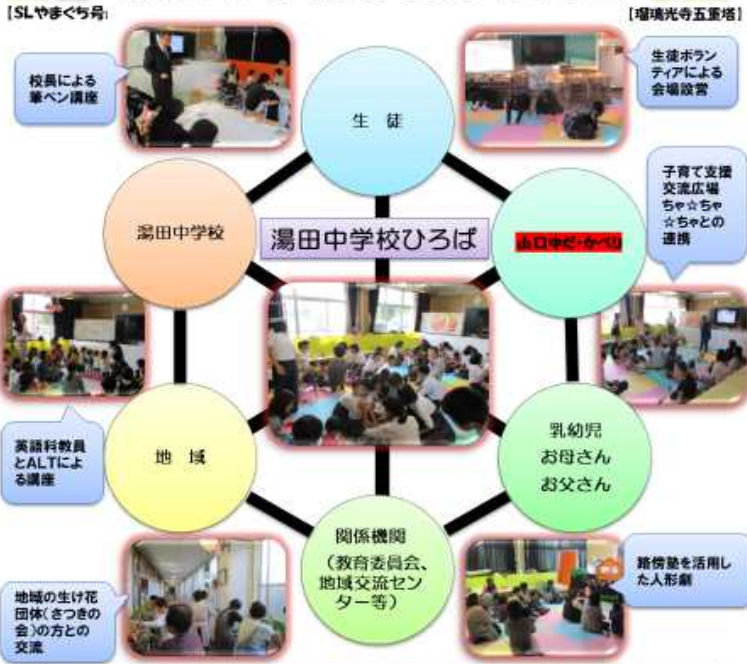 【SLやまぐち号】
【瑠璃光寺五重塔】
校長による
筆ペン講座
生徒ボラン
ティアによる
会場設営
生 徒
子育て支援
交流広場
ちゃ☆ちゃ
☆ちゃとの
連携
湯田中学校
湯田中学校ひろば
英語科教員
とALTによ
る講座
地 域
乳幼児
お母さん
お父さん
関係機関
(教育委員会、
地域交流セン
ター等)
地域の生け花
団体(さつきの
会)の方との
交流
路傍塾を活用し
た人形劇